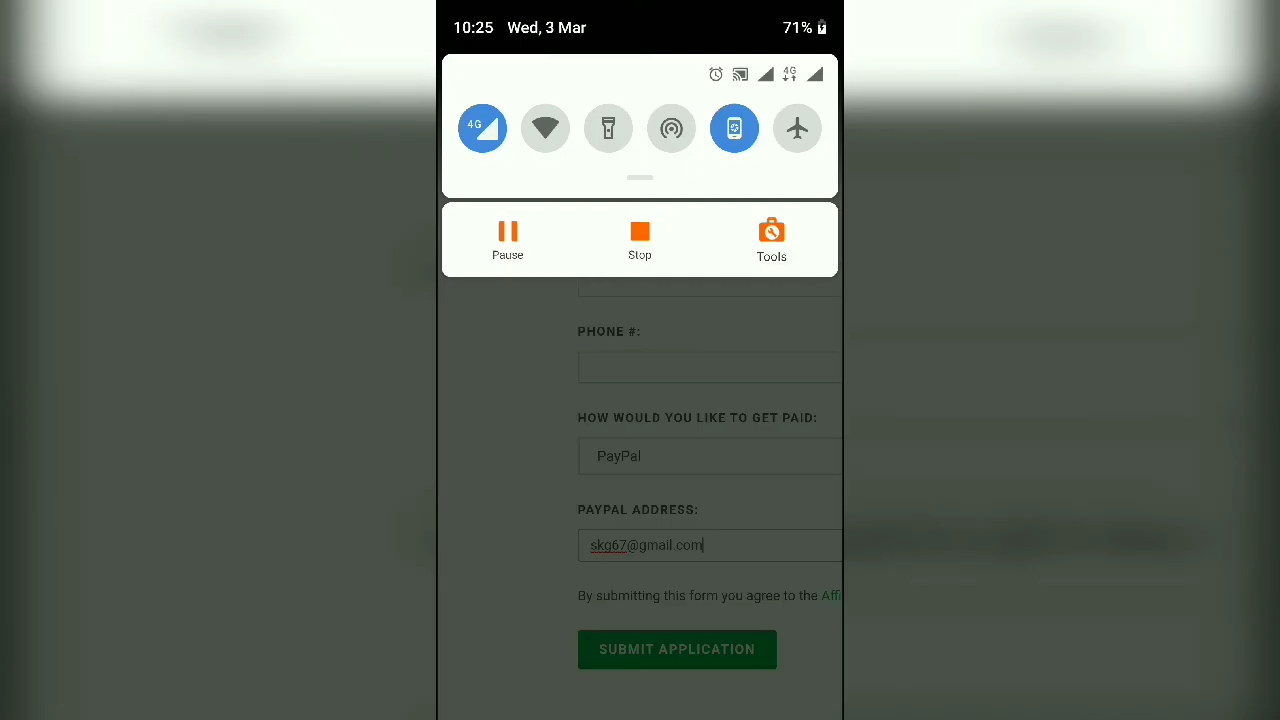 10:25 Wed, 3 Mar 71%
4G
4G
Pause Stop Tools
PHONE #:
HOW WOULD YOU LIKE TO GET PAID:
PayPal
PAYPAL ADDRESS:
skg67@gmail.com
By submitting this form you agree to the Affi
SUBMIT APPLICATION